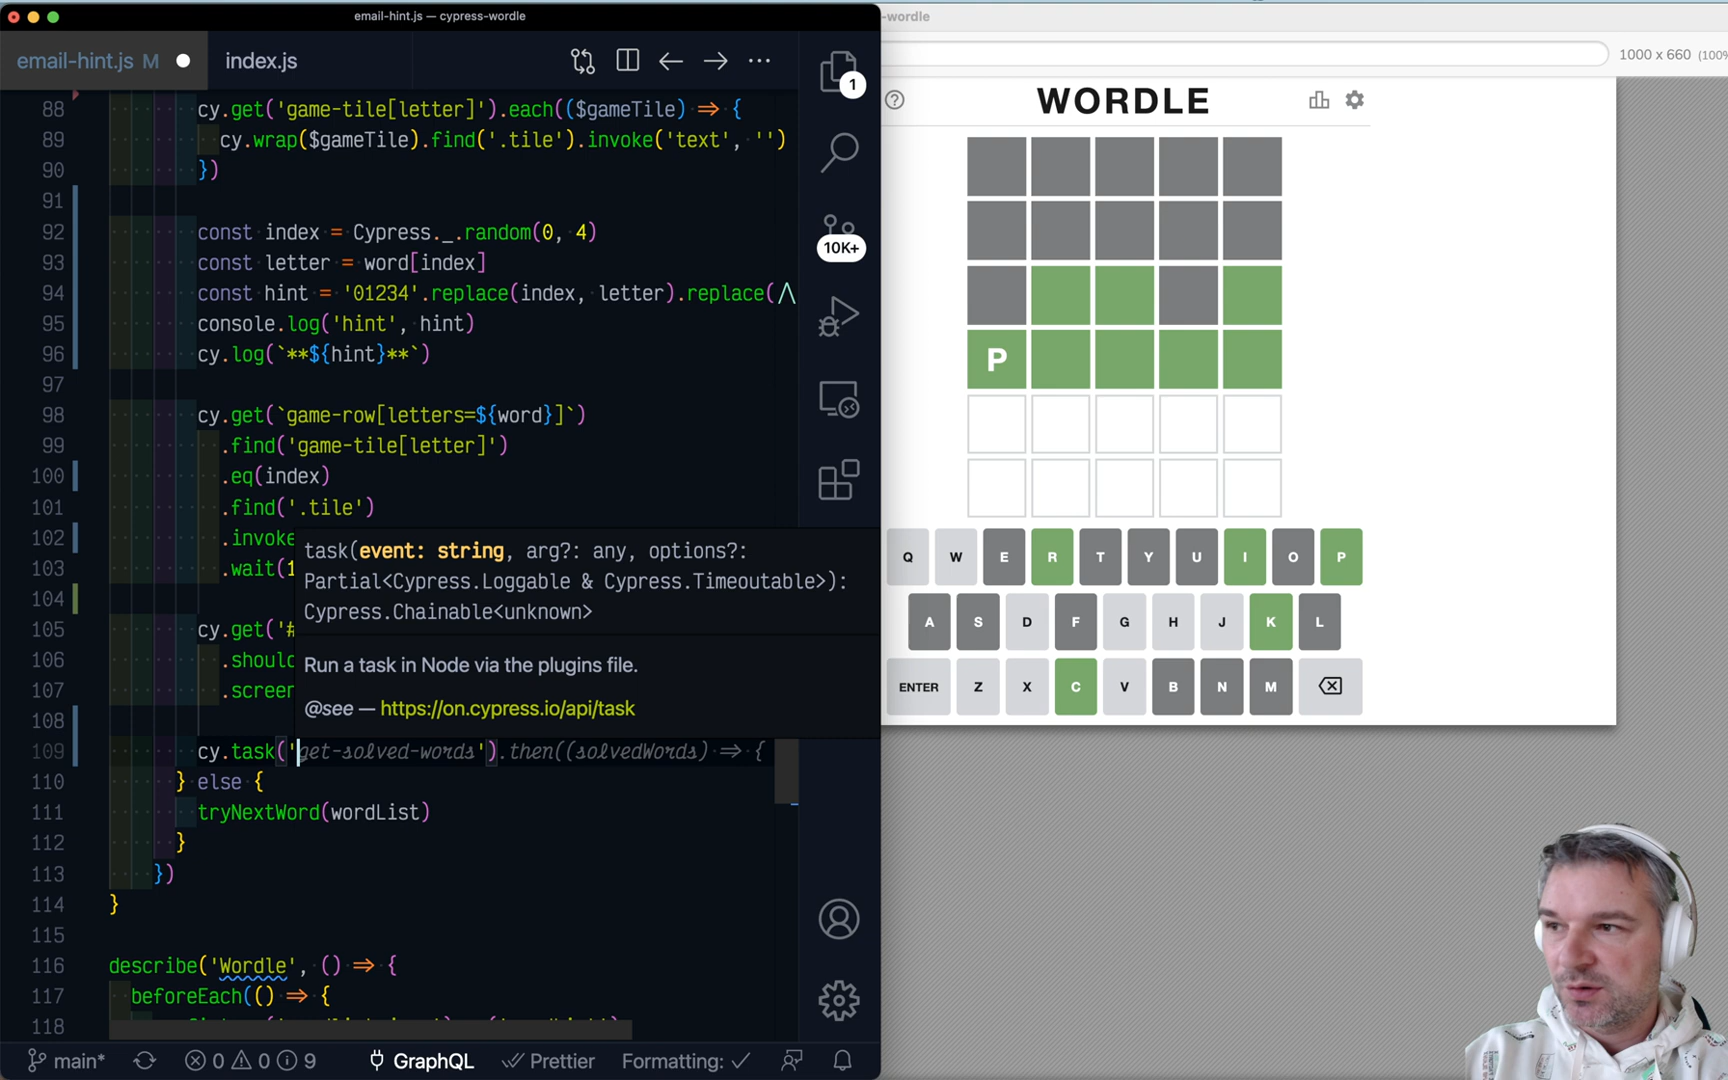 email-hint.js — cypress-wordle
-wordle
email-hint.js M
index.js
1000 x 660 (100%
1
10K+
88 cy.get('game-tile[letter]').each(($gameTile) => {
89 cy.wrap($gameTile).find('.tile').invoke('text', '')
90 })
91
92 const index = Cypress._.random(0, 4)
93 const letter = word[index]
94 const hint = '01234'.replace(index, letter).replace(/\
95 console.log('hint', hint)
96 cy.log(`**${hint}**`)
97
98 cy.get(`game-row[letters=${word}]`)
99 .find('game-tile[letter]')
100 .eq(index)
101 .find('.tile')
102 .invoke
103 .wait(1
104
105 cy.get('#
106 .should
107 .screen
108
109 cy.task('get-solved-words').then((solvedWords) => {
110 } else {
111 tryNextWord(wordList)
112 }
113 })
114 }
115
116 describe('Wordle', () => {
117 beforeEach(() => {
118
task(event: string, arg?: any, options?:
Partial<Cypress.Loggable & Cypress.Timeoutable>):
Cypress.Chainable<unknown>
Run a task in Node via the plugins file.
@see — https://on.cypress.io/api/task
main* 0 0 9 GraphQL Prettier Formatting: ✓
? WORDLE
P
Q W E R T Y U I O P
A S D F G H J K L
ENTER Z X C V B N M